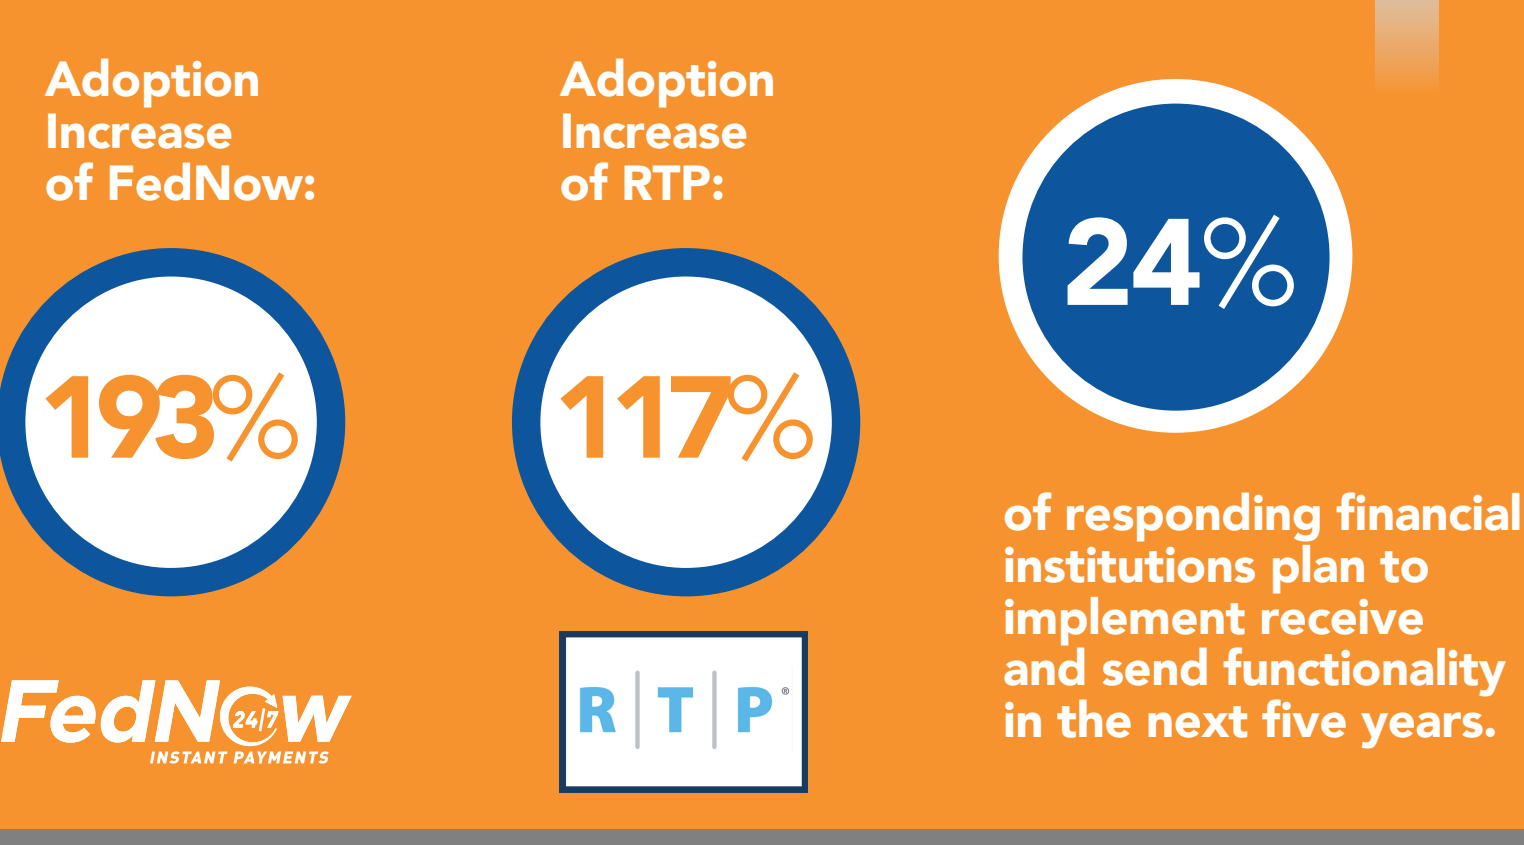 Adoption
Increase
of FedNow:
193%
FedNow
24/7
INSTANT PAYMENTS
Adoption
Increase
of RTP:
117%
R|T|P®
24%
of responding financial
institutions plan to
implement receive
and send functionality
in the next five years.